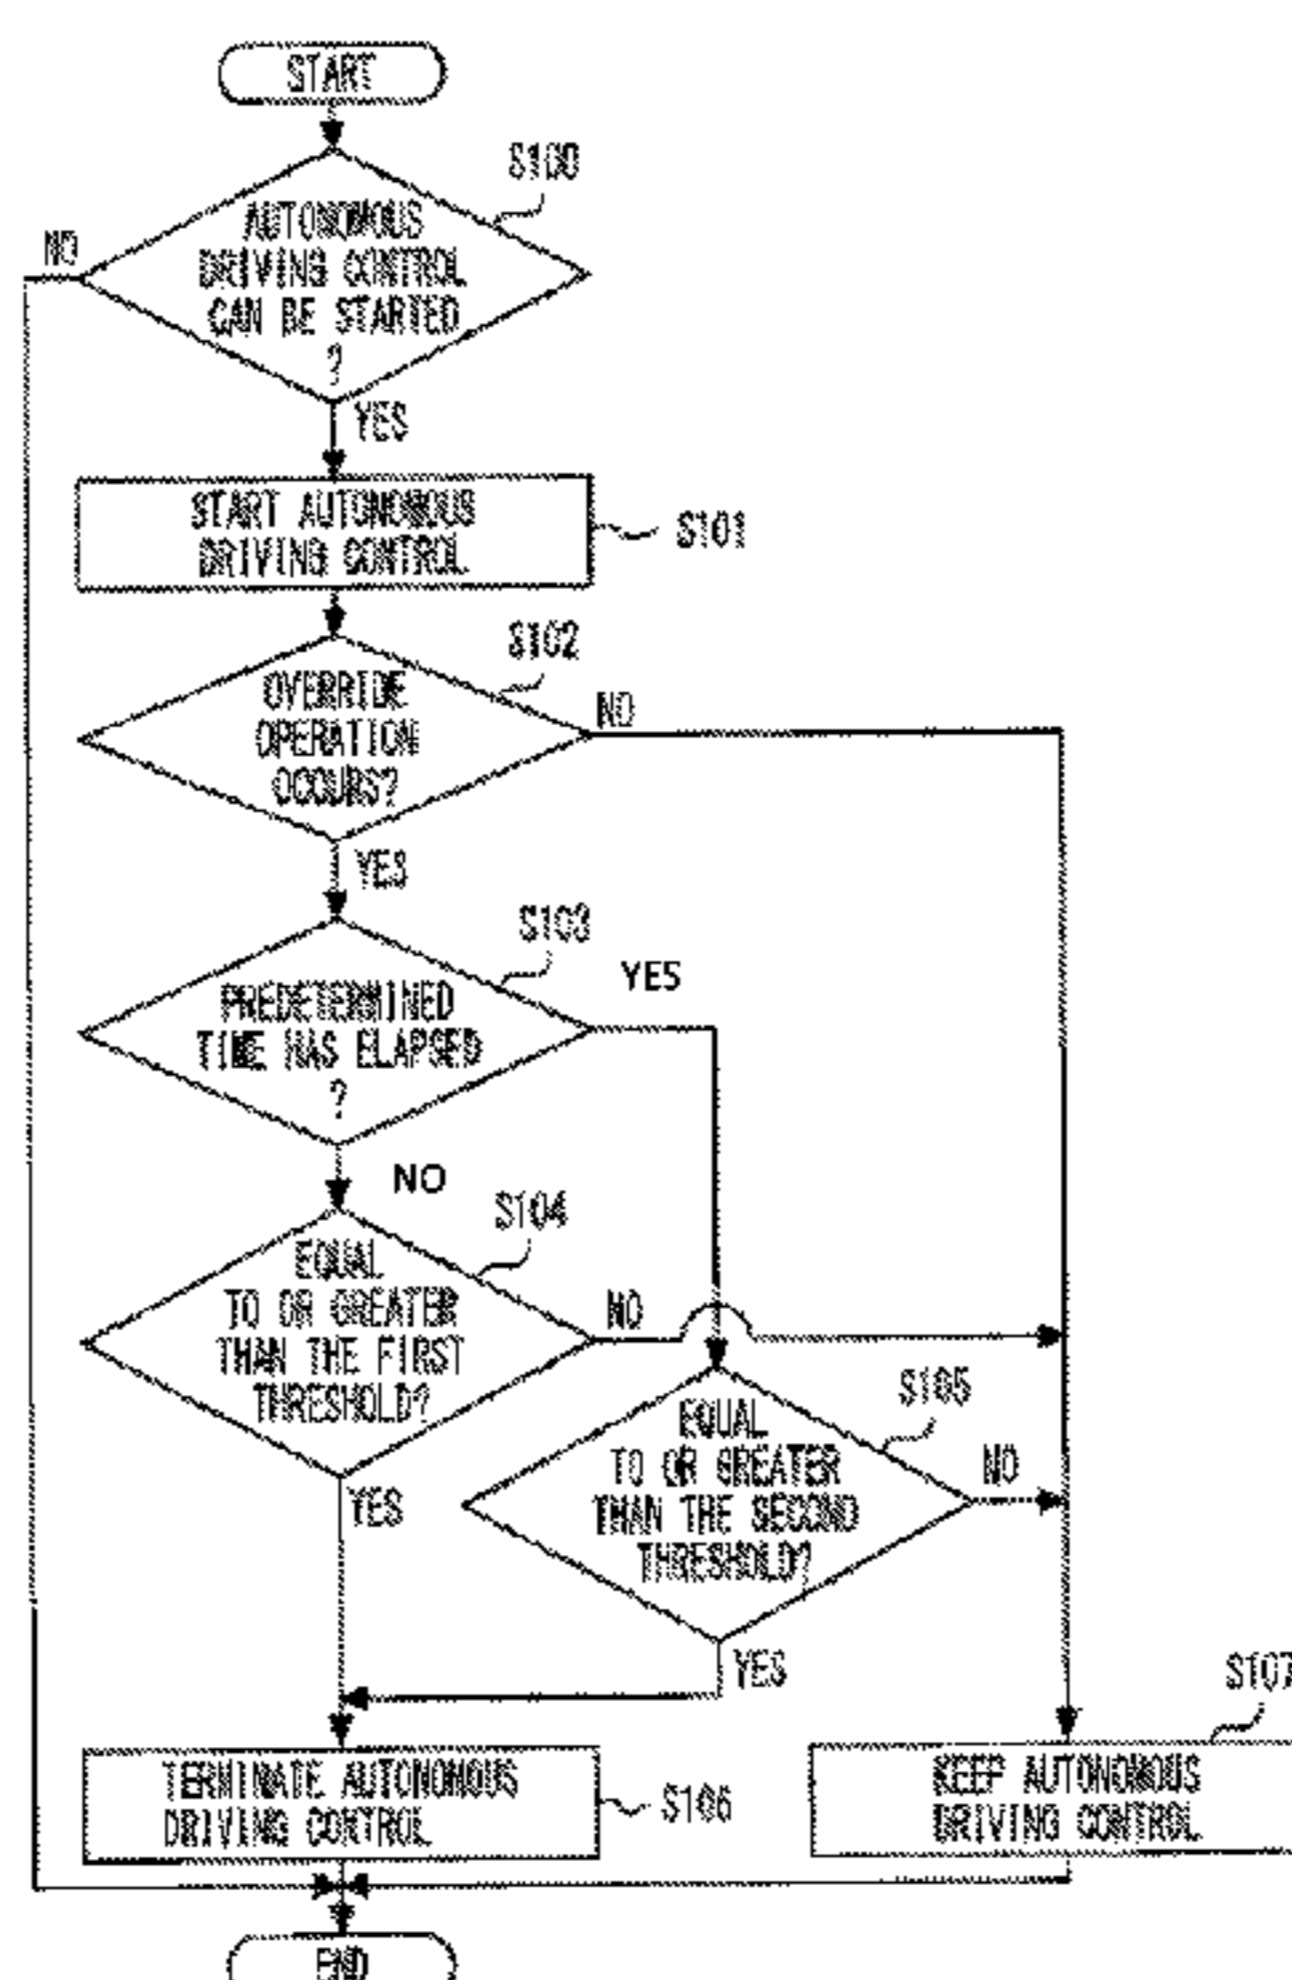 START
S100
AUTONOMOUS
DRIVING CONTROL
CAN BE STARTED
?
NO
YES
START AUTONOMOUS
DRIVING CONTROL
S101
S102
OVERRIDE
OPERATION
OCCURS?
NO
YES
S103
PREDETERMINED
TIME HAS ELAPSED
?
YES
NO
S104
EQUAL
TO OR GREATER
THAN THE FIRST
THRESHOLD?
NO
YES
S105
EQUAL
TO OR GREATER
THAN THE SECOND
THRESHOLD?
NO
YES
TERMINATE AUTONOMOUS
DRIVING CONTROL
S106
S107
KEEP AUTONOMOUS
DRIVING CONTROL
END